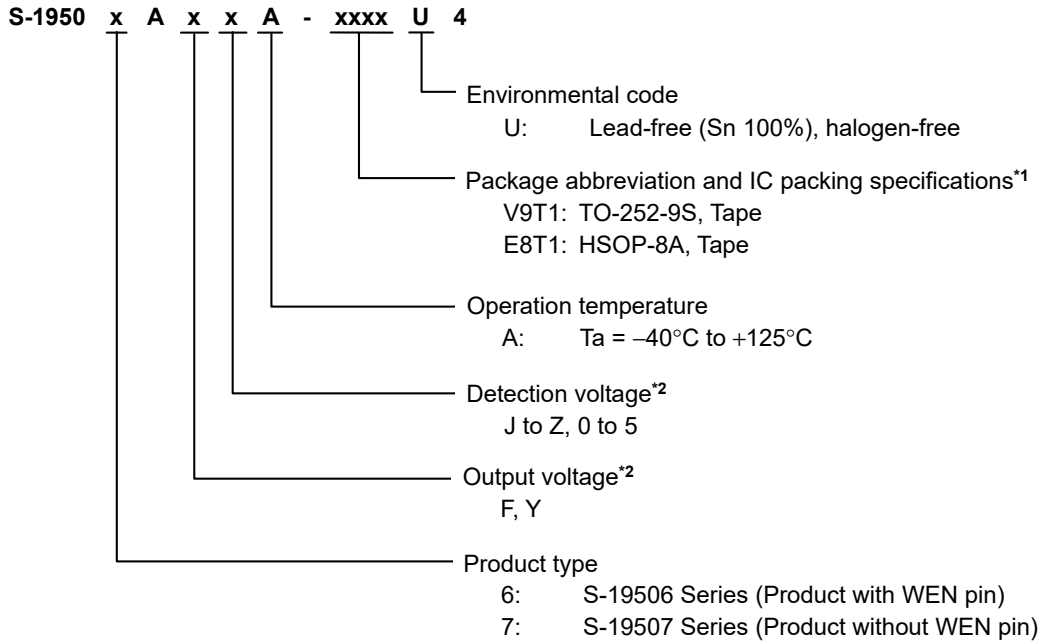 S-1950 x A x x A - xxxx U 4
Environmental code
U: Lead-free (Sn 100%), halogen-free
Package abbreviation and IC packing specifications*1
V9T1: TO-252-9S, Tape
E8T1: HSOP-8A, Tape
Operation temperature
A: Ta = −40°C to +125°C
Detection voltage*2
J to Z, 0 to 5
Output voltage*2
F, Y
Product type
6: S-19506 Series (Product with WEN pin)
7: S-19507 Series (Product without WEN pin)